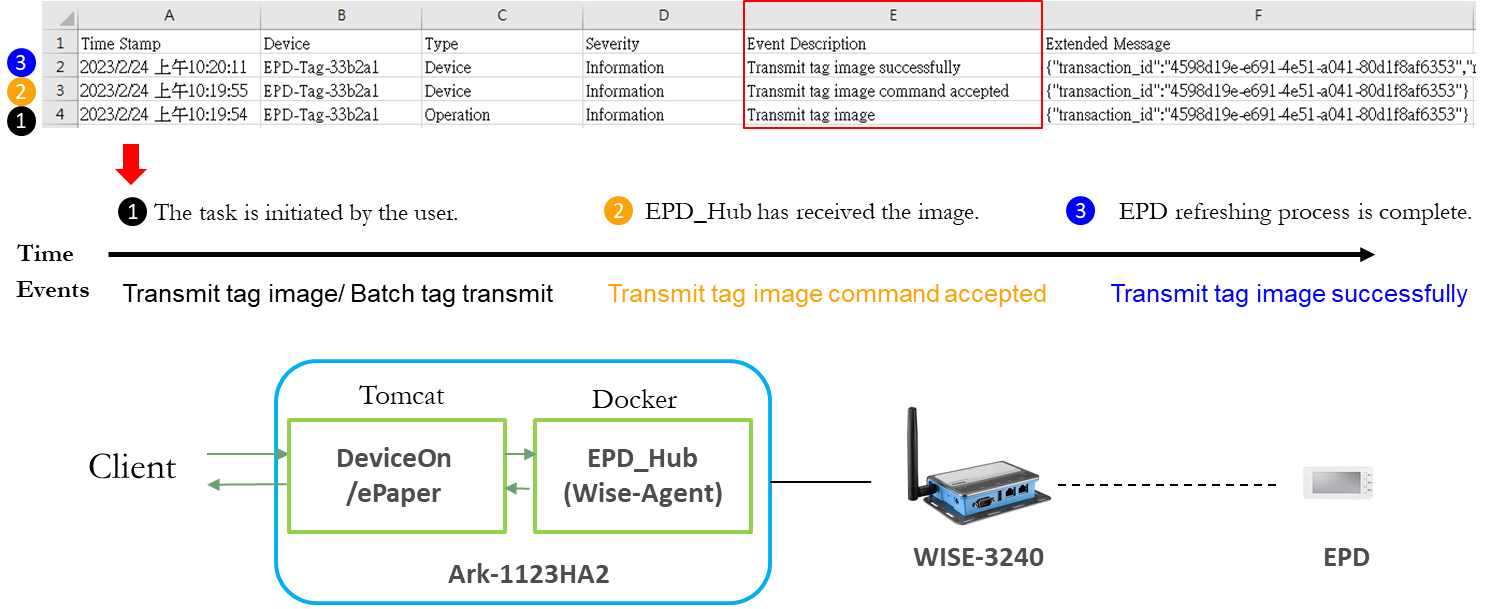 A B C D E F
1 Time Stamp Device Type Severity Event Description Extended Message
3 2 2023/2/24 上午10:20:11 EPD-Tag-33b2a1 Device Information Transmit tag image successfully {"transaction_id":"4598d19e-e691-4e51-a041-80d1f8af6353","r
2 3 2023/2/24 上午10:19:55 EPD-Tag-33b2a1 Device Information Transmit tag image command accepted {"transaction_id":"4598d19e-e691-4e51-a041-80d1f8af6353"}
1 4 2023/2/24 上午10:19:54 EPD-Tag-33b2a1 Operation Information Transmit tag image {"transaction_id":"4598d19e-e691-4e51-a041-80d1f8af6353"}
1 The task is initiated by the user. 2 EPD_Hub has received the image. 3 EPD refreshing process is complete.
Time
Events Transmit tag image/ Batch tag transmit Transmit tag image command accepted Transmit tag image successfully
Tomcat Docker
Client
DeviceOn
/ePaper
EPD_Hub
(Wise-Agent)
Ark-1123HA2
WISE-3240
EPD